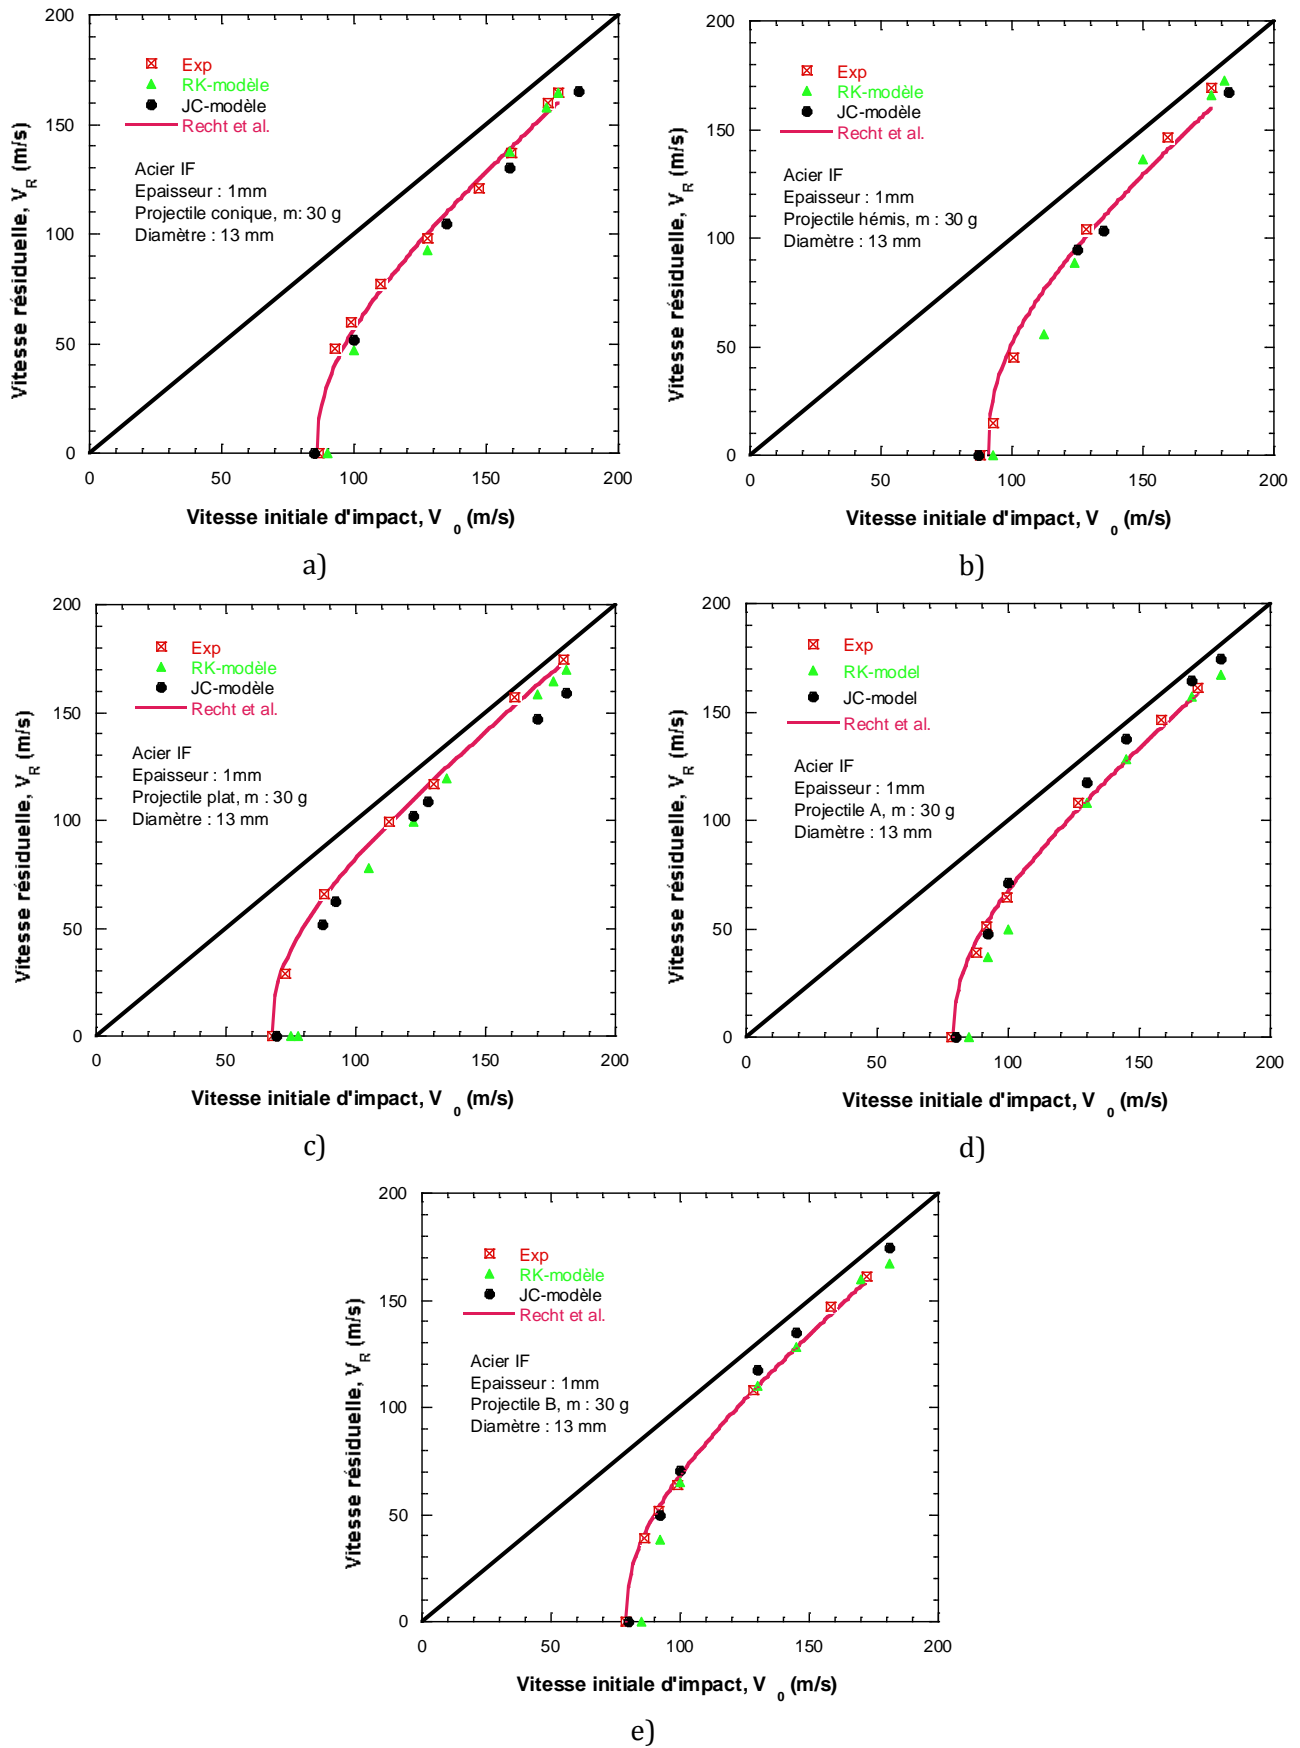 200
150
100
50
0
Vitesse résiduelle, V_R (m/s)
Exp
RK-modèle
JC-modèle
Recht et al.
Acier IF
Epaisseur : 1mm
Projectile conique, m: 30 g
Diamètre : 13 mm
0 50 100 150 200
Vitesse initiale d'impact, V_0 (m/s)
a)
200
150
100
50
0
Vitesse résiduelle, V_R (m/s)
Exp
RK-modèle
JC-modèle
Recht et al.
Acier IF
Epaisseur : 1mm
Projectile hémis, m : 30 g
Diamètre : 13 mm
0 50 100 150 200
Vitesse initiale d'impact, V_0 (m/s)
b)
200
150
100
50
0
Vitesse résiduelle, V_R (m/s)
Exp
RK-modèle
JC-modèle
Recht et al.
Acier IF
Epaisseur : 1mm
Projectile plat, m : 30 g
Diamètre : 13 mm
0 50 100 150 200
Vitesse initiale d'impact, V_0 (m/s)
c)
200
150
100
50
0
Vitesse résiduelle, V_R (m/s)
Exp
RK-model
JC-model
Recht et al.
Acier IF
Epaisseur : 1mm
Projectile A, m : 30 g
Diamètre : 13 mm
0 50 100 150 200
Vitesse initiale d'impact, V_0 (m/s)
d)
200
150
100
50
0
Vitesse résiduelle, V_R (m/s)
Exp
RK-modèle
JC-modèle
Recht et al.
Acier IF
Epaisseur : 1mm
Projectile B, m : 30 g
Diamètre : 13 mm
0 50 100 150 200
Vitesse initiale d'impact, V_0 (m/s)
e)